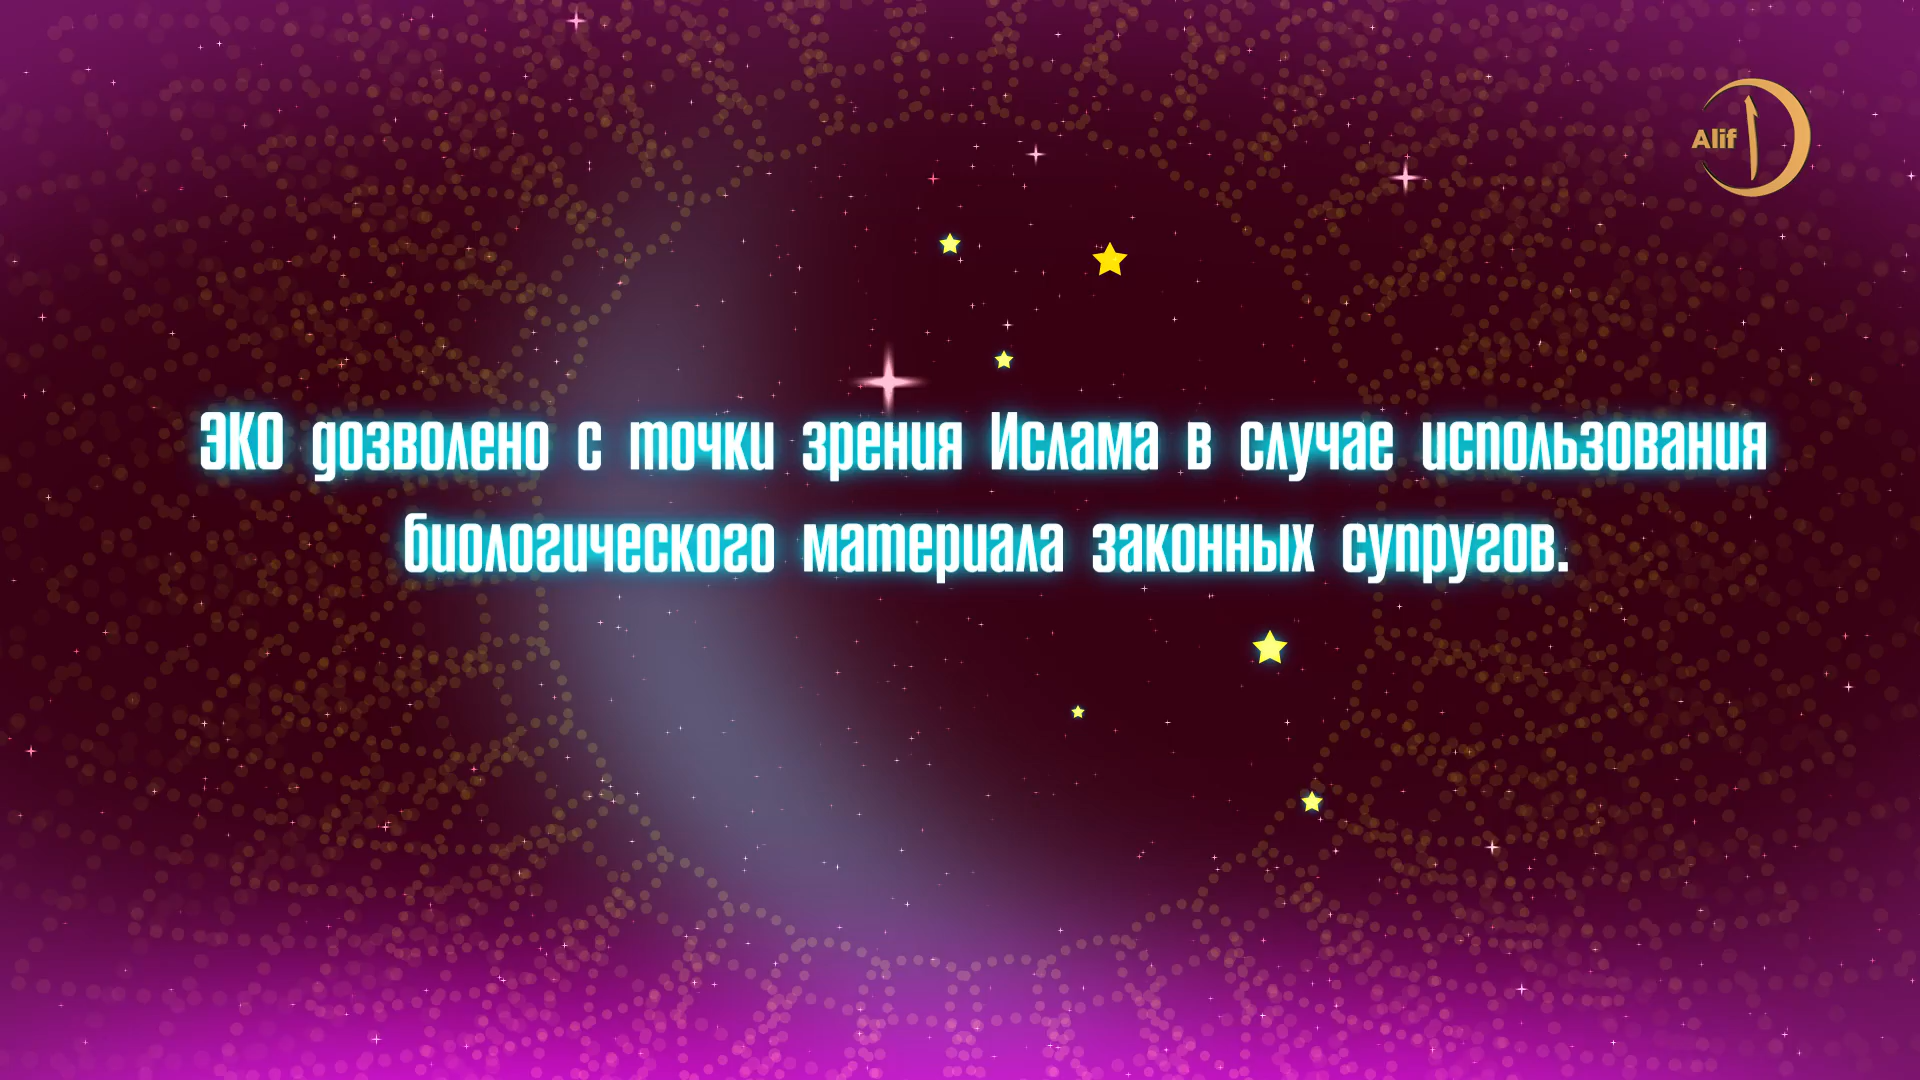 Alif
ЭКО дозволено с точки зрения Ислама в случае использования
биологического материала законных супругов.